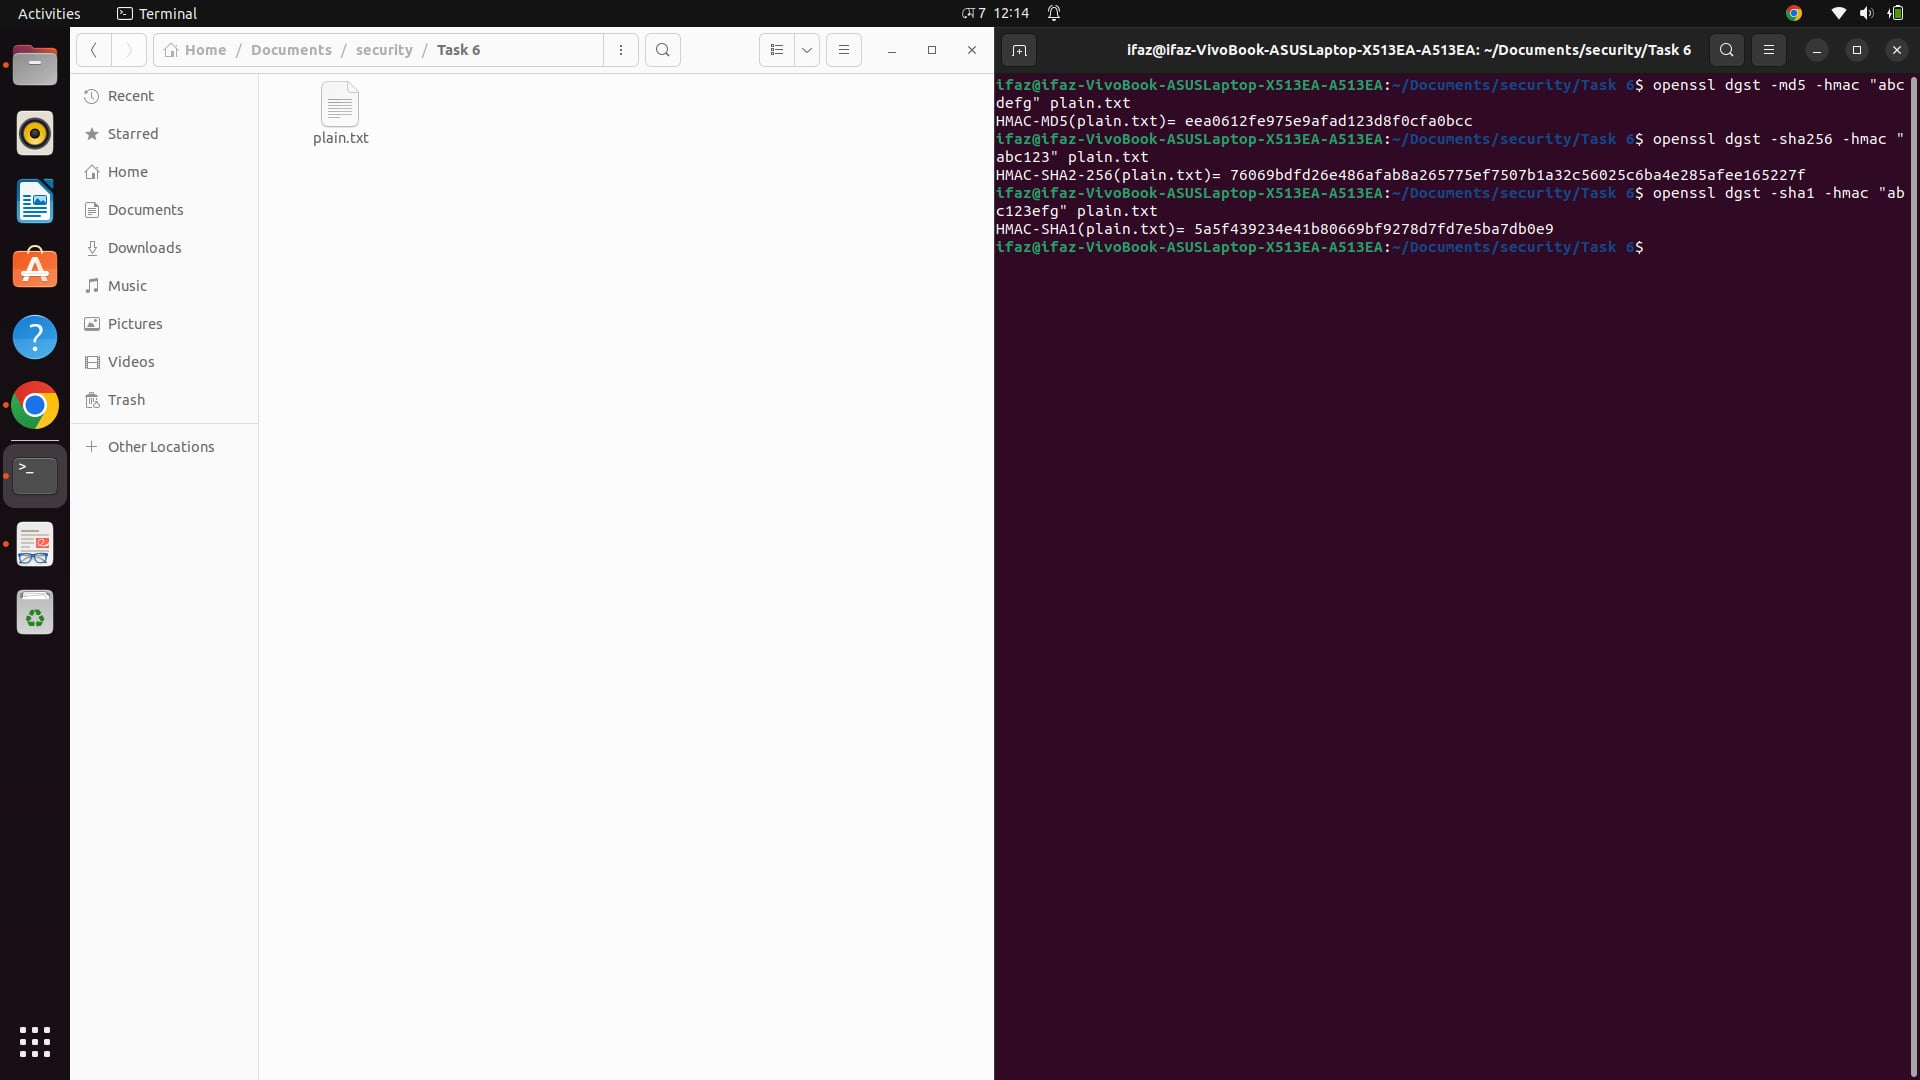 Activities
Terminal
মে 7 12:14
Home / Documents / security / Task 6
Recent
Starred
Home
Documents
Downloads
Music
Pictures
Videos
Trash
Other Locations
plain.txt
ifaz@ifaz-VivoBook-ASUSLaptop-X513EA-A513EA: ~/Documents/security/Task 6
ifaz@ifaz-VivoBook-ASUSLaptop-X513EA-A513EA:~/Documents/security/Task 6$ openssl dgst -md5 -hmac "abc
defg" plain.txt
HMAC-MD5(plain.txt)= eea0612fe975e9afad123d8f0cfa0bcc
ifaz@ifaz-VivoBook-ASUSLaptop-X513EA-A513EA:~/Documents/security/Task 6$ openssl dgst -sha256 -hmac "
abc123" plain.txt
HMAC-SHA2-256(plain.txt)= 76069bdfd26e486afab8a265775ef7507b1a32c56025c6ba4e285afee165227f
ifaz@ifaz-VivoBook-ASUSLaptop-X513EA-A513EA:~/Documents/security/Task 6$ openssl dgst -sha1 -hmac "ab
c123efg" plain.txt
HMAC-SHA1(plain.txt)= 5a5f439234e41b80669bf9278d7fd7e5ba7db0e9
ifaz@ifaz-VivoBook-ASUSLaptop-X513EA-A513EA:~/Documents/security/Task 6$